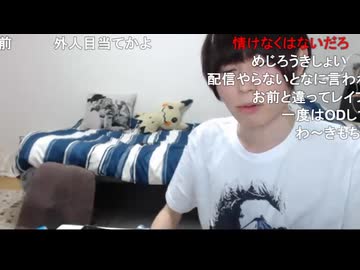 前
外人目当てかよ
情けなくはないだろ
めじろうきしょい
配信やらないとなに言われ
お前と違ってレイプ
一度はODして
わ～きもち